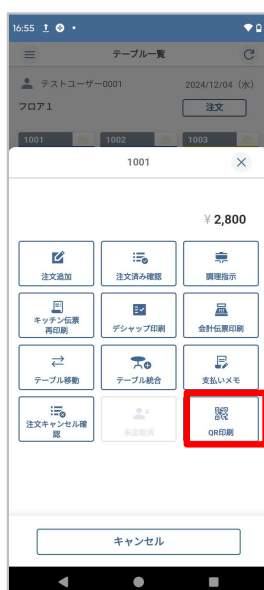 16:55
テーブル一覧
テストユーザー0001
2024/12/04（水）
フロア１
注文
1001
1002
1003
1001
¥ 2,800
注文追加
注文済み確認
調理指示
キッチン伝票
再印刷
デシャップ印刷
会計伝票印刷
テーブル移動
テーブル統合
支払いメモ
注文キャンセル確
認
来店取消
QR印刷
キャンセル